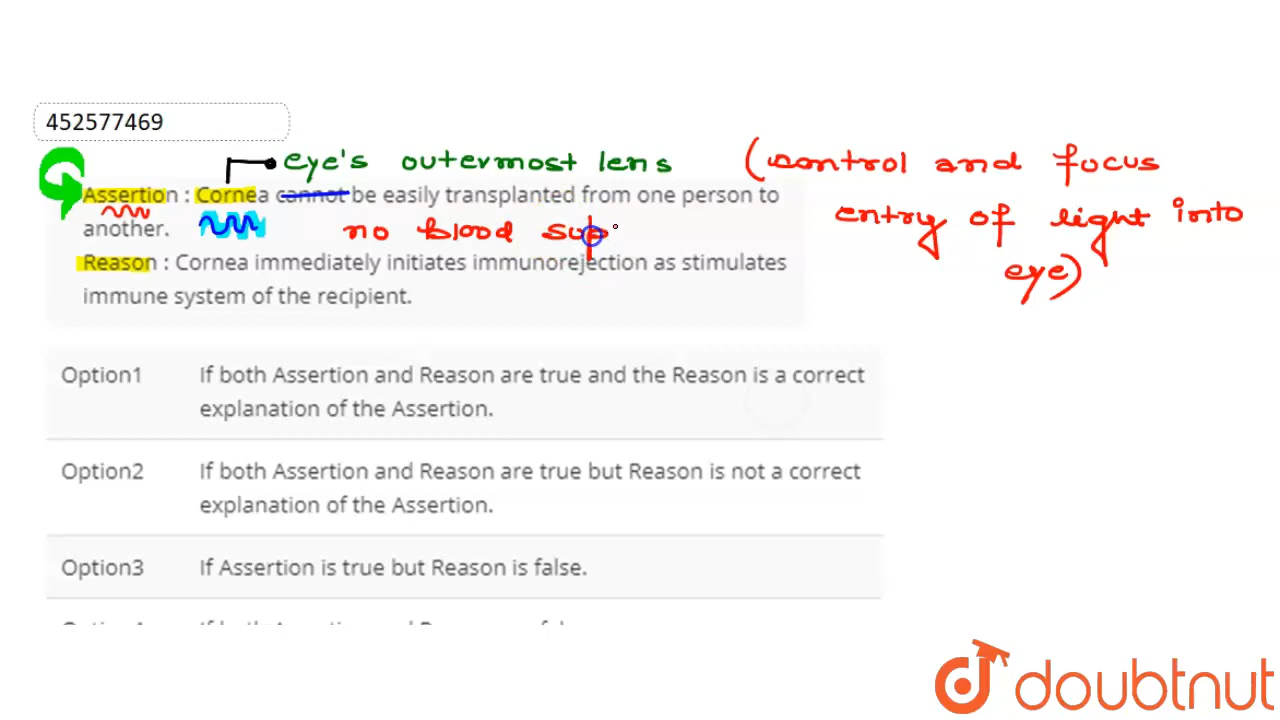 452577469
eye's outermost lens (control and focus
Assertion : Cornea cannot be easily transplanted from one person to
entry of light into
another.
no blood sup
Reason : Cornea immediately initiates immunorejection as stimulates
eye)
immune system of the recipient.
Option1 If both Assertion and Reason are true and the Reason is a correct
explanation of the Assertion.
Option2 If both Assertion and Reason are true but Reason is not a correct
explanation of the Assertion.
Option3 If Assertion is true but Reason is false.
doubtnut